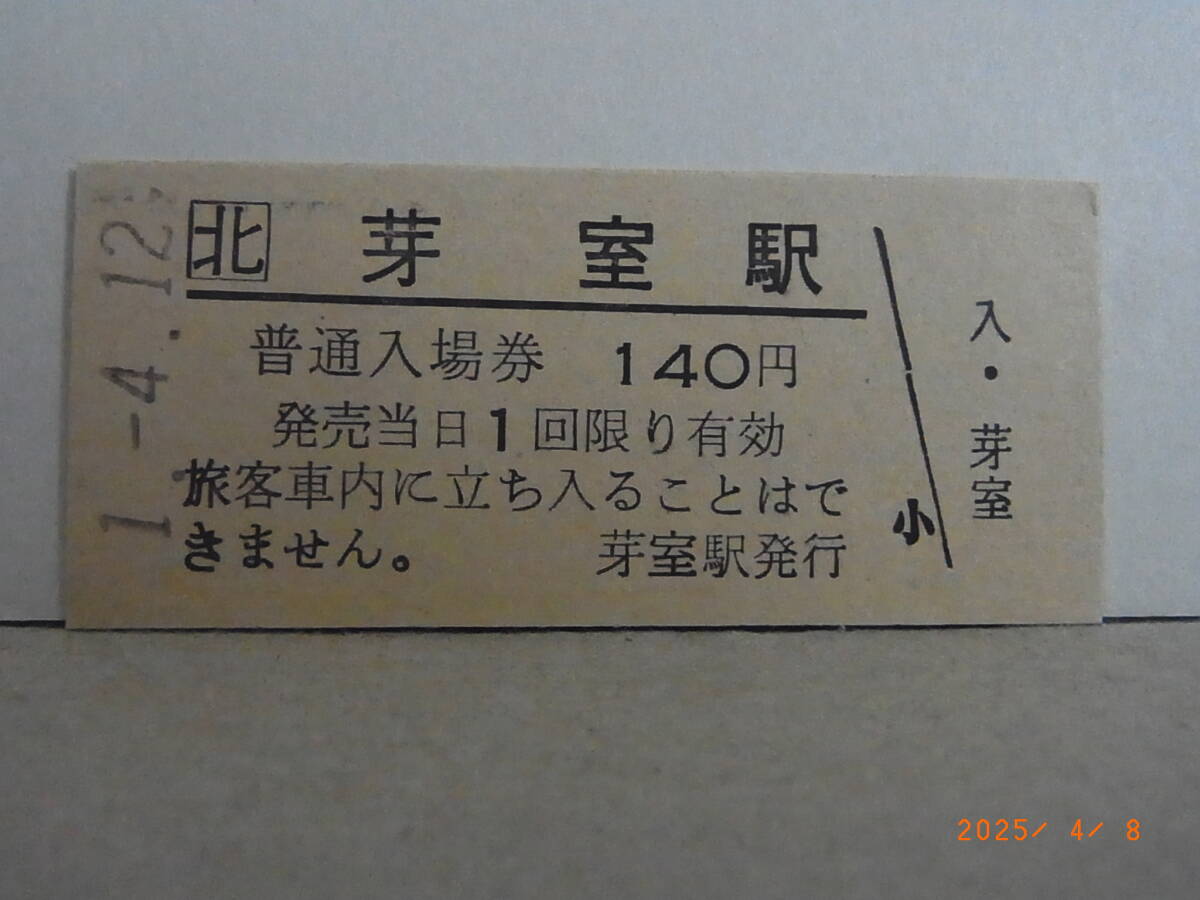 1-4.12
北 芽室駅
普通入場券 140円
発売当日1回限り有効
旅客車内に立ち入ることはで
きません。 芽室駅発行
小
入・芽室
2025/ 4/ 8